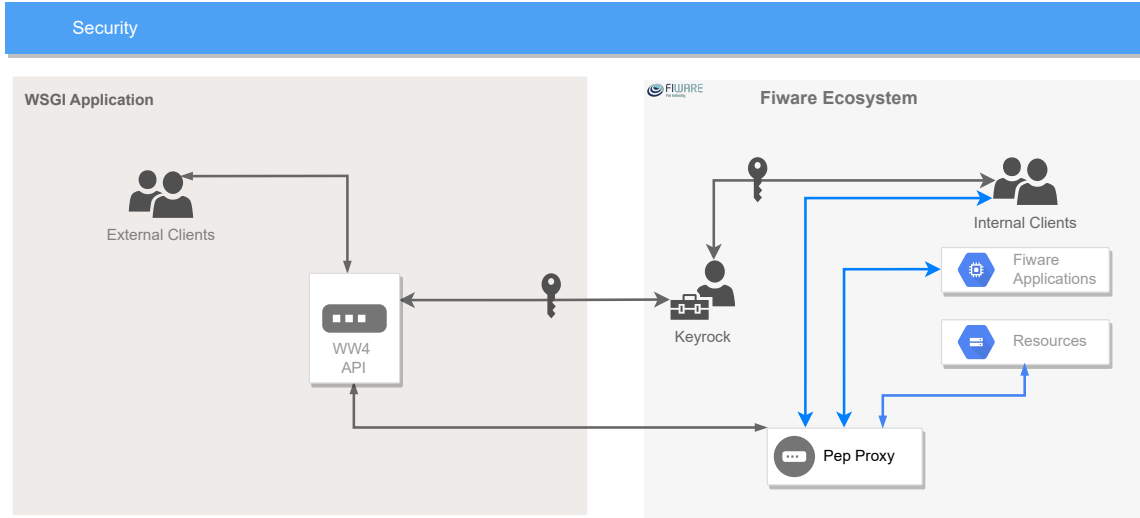 Security
WSGI Application
FIWARE
Fiware Ecosystem
External Clients
Internal Clients
Fiware
Applications
Keyrock
Resources
WW4
API
Pep Proxy